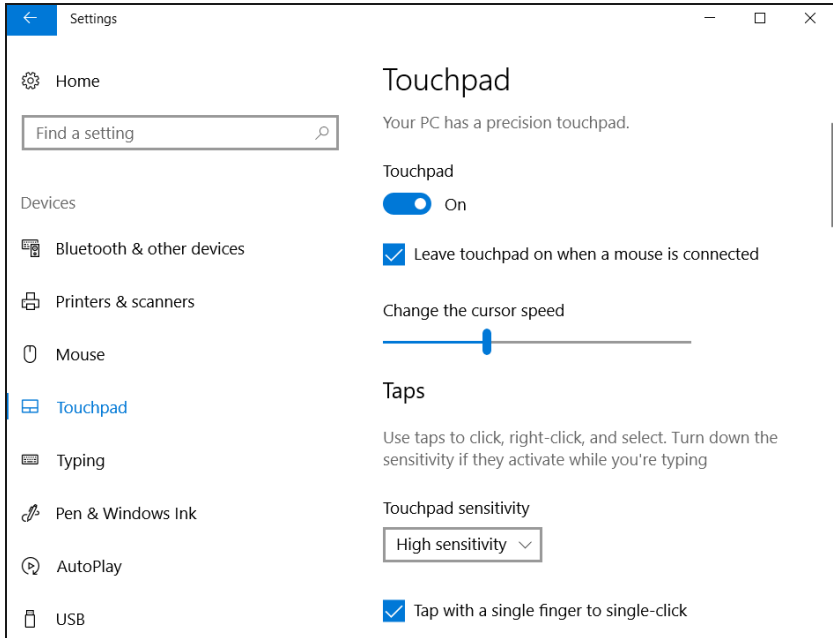 Settings
Home
Find a setting
Devices
Bluetooth & other devices
Printers & scanners
Mouse
Touchpad
Typing
Pen & Windows Ink
AutoPlay
USB
Touchpad
Your PC has a precision touchpad.
Touchpad
On
Leave touchpad on when a mouse is connected
Change the cursor speed
Taps
Use taps to click, right-click, and select. Turn down the
sensitivity if they activate while you're typing
Touchpad sensitivity
High sensitivity
Tap with a single finger to single-click